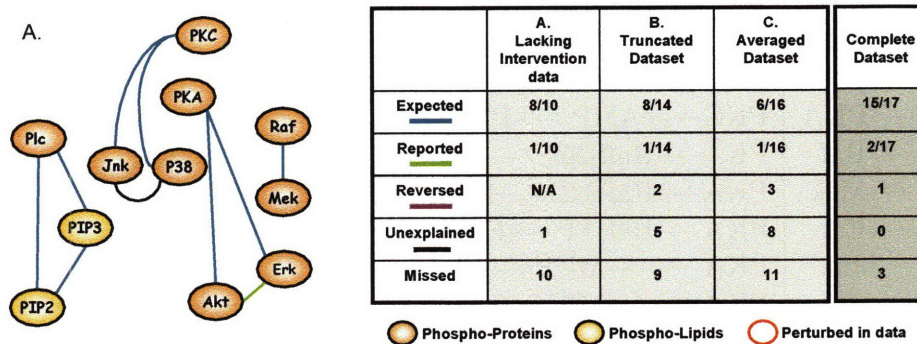 A.
PKC
PKA
Raf
Plc
Jnk
P38
Mek
PIP3
Erk
Akt
PIP2
A. Lacking Intervention data
B. Truncated Dataset
C. Averaged Dataset
Complete Dataset
Expected 8/10 8/14 6/16 15/17
Reported 1/10 1/14 1/16 2/17
Reversed N/A 2 3 1
Unexplained 1 5 8 0
Missed 10 9 11 3
Phospho-Proteins Phospho-Lipids Perturbed in data